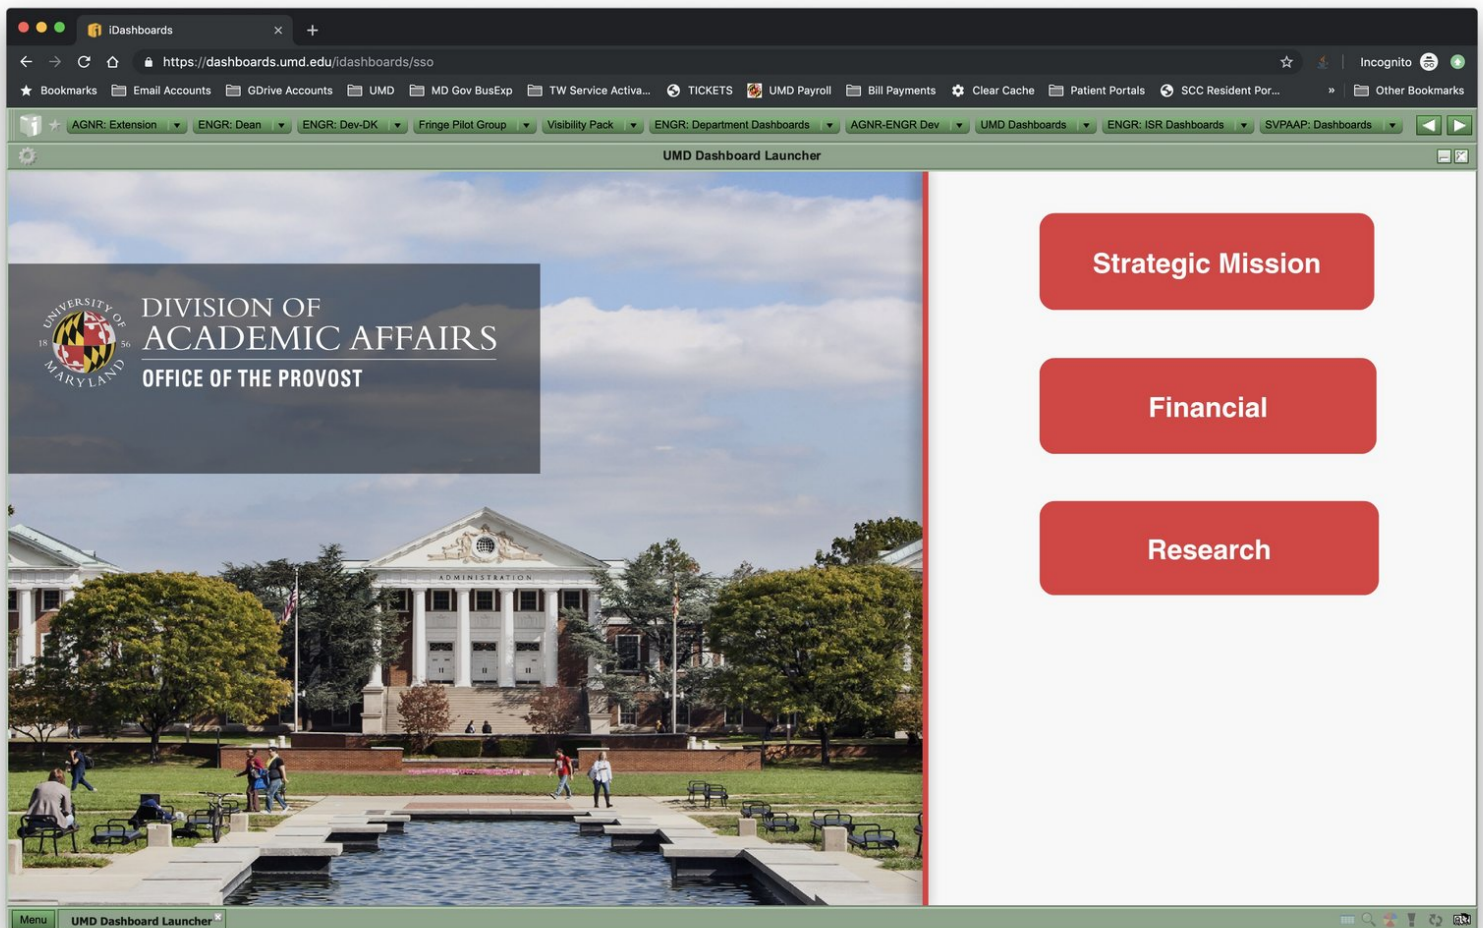 iDashboards
https://dashboards.umd.edu/idashboards/sso
Incognito
Bookmarks Email Accounts GDrive Accounts UMD MD Gov BusExp TW Service Activa... TICKETS UMD Payroll Bill Payments Clear Cache Patient Portals SCC Resident Por... » Other Bookmarks
AGNR: Extension ENGR: Dean ENGR: Dev-DK Fringe Pilot Group Visibility Pack ENGR: Department Dashboards AGNR-ENGR Dev UMD Dashboards ENGR: ISR Dashboards SVPAAP: Dashboards
UMD Dashboard Launcher
UNIVERSITY OF
18 56
MARYLAND
DIVISION OF
ACADEMIC AFFAIRS
OFFICE OF THE PROVOST
ADMINISTRATION
Strategic Mission
Financial
Research
Menu UMD Dashboard Launcher